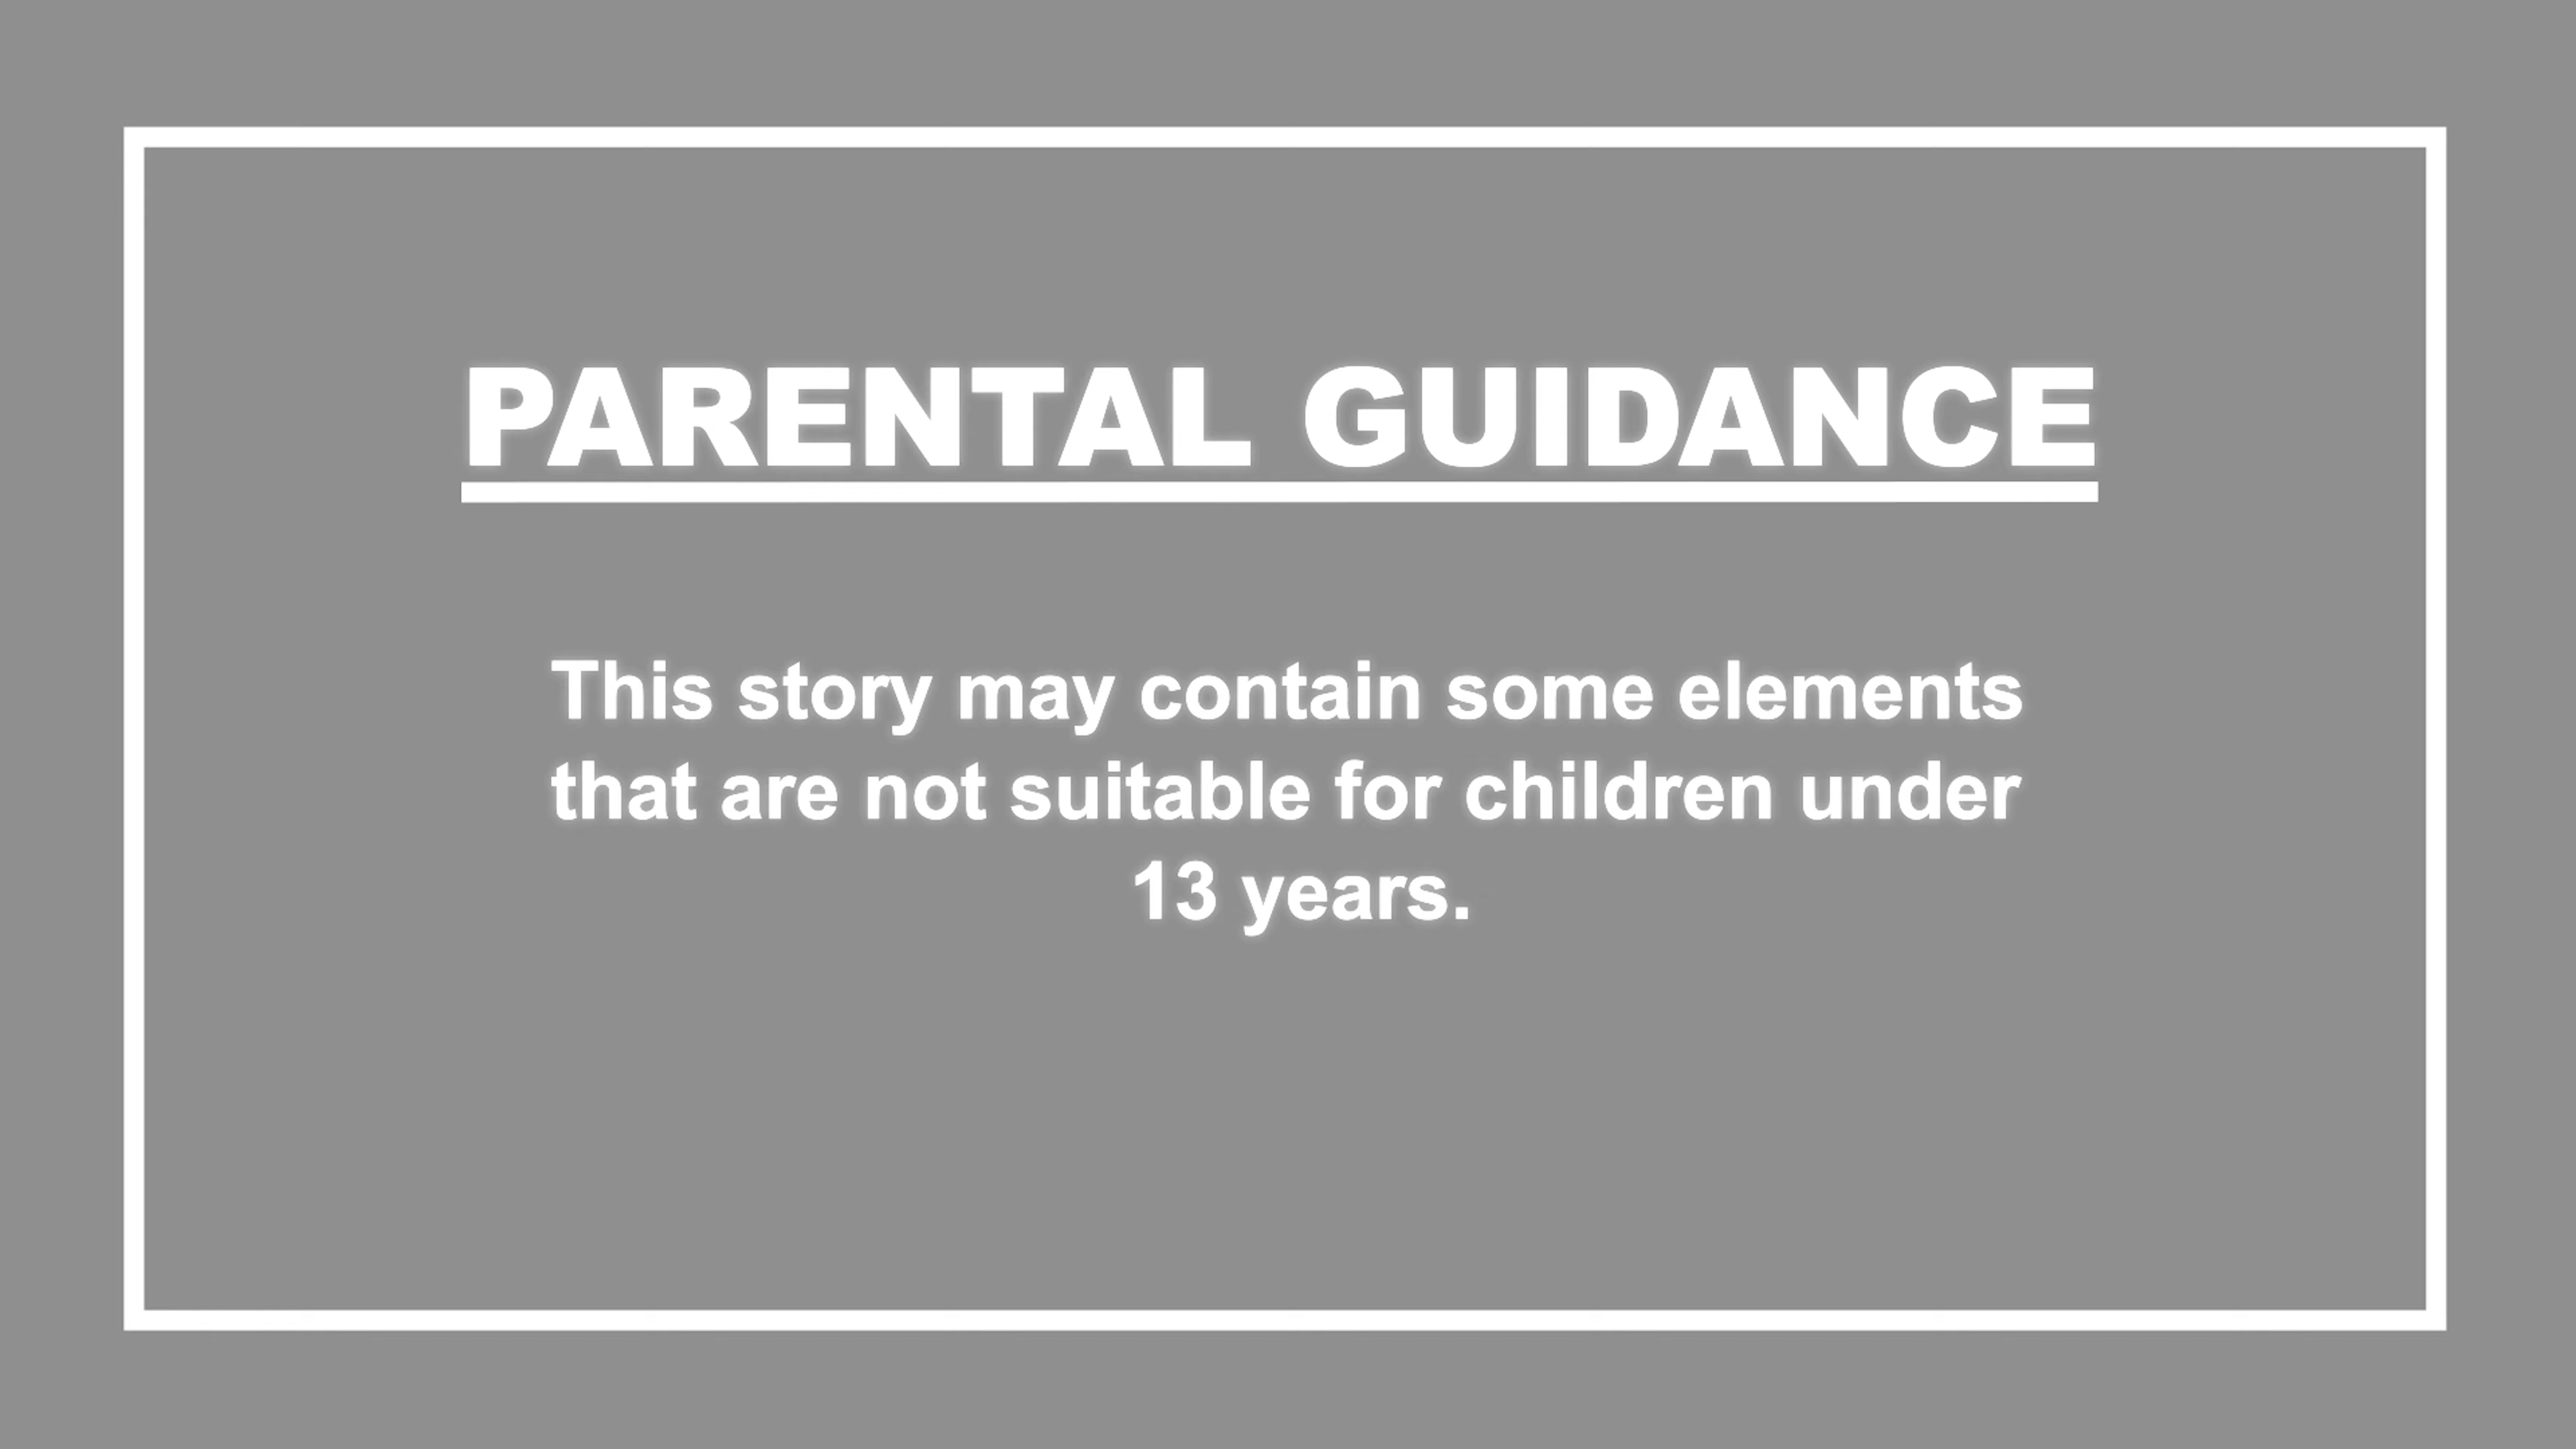 PARENTAL GUIDANCE
This story may contain some elements
that are not suitable for children under
13 years.